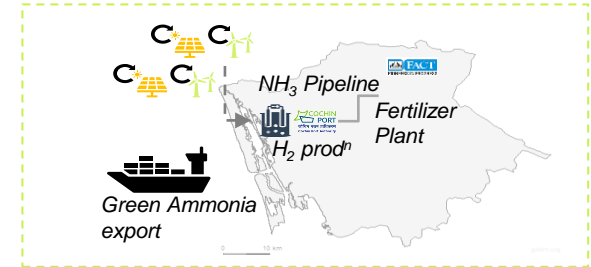 FACT
NH3 Pipeline
COCHIN
PORT
Fertilizer
Plant
H2 prodn
Green Ammonia
export
0 10 km